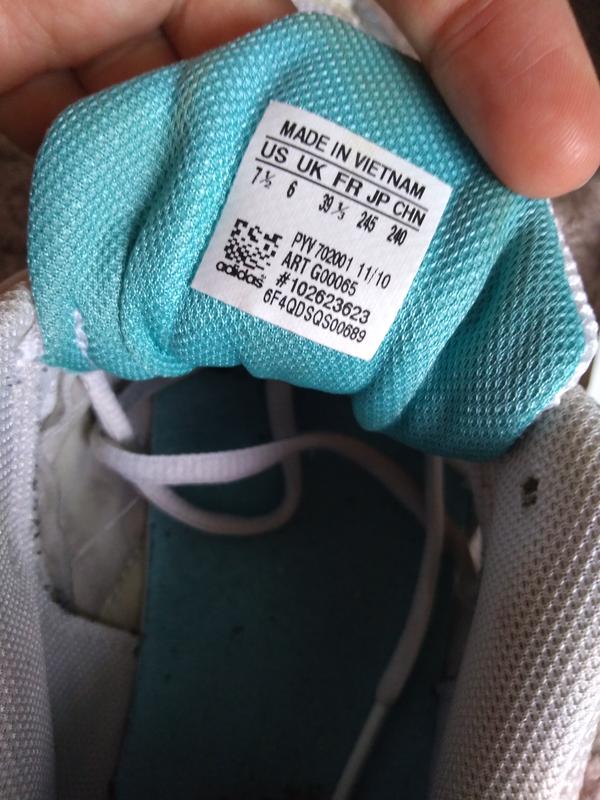 MADE IN VIETNAM
US UK FR JP CHN
7½ 6 39⅓ 245 240
PYV 702001 11/10
ART G00065
#102623623
6F4QDSQS00689
adidas